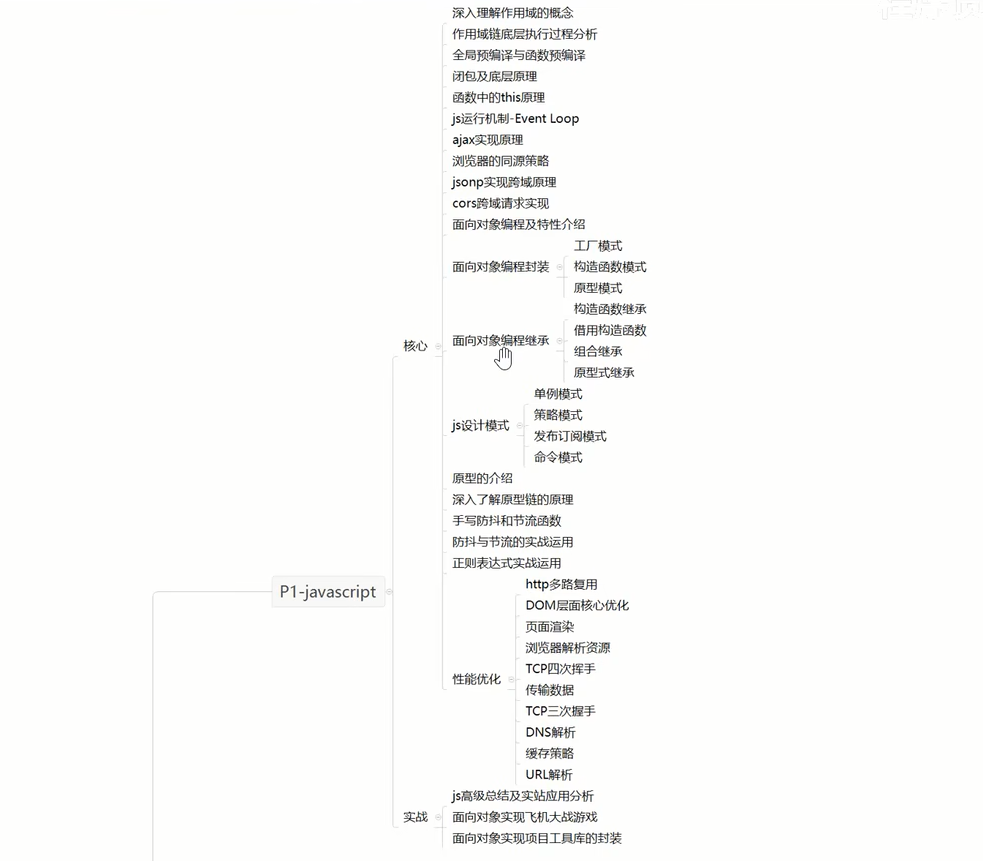 深入理解作用域的概念
作用域链底层执行过程分析
全局预编译与函数预编译
闭包及底层原理
函数中的this原理
js运行机制-Event Loop
ajax实现原理
浏览器的同源策略
jsonp实现跨域原理
cors跨域请求实现
面向对象编程及特性介绍
面向对象编程封装
工厂模式
构造函数模式
原型模式
核心
面向对象编程继承
构造函数继承
借用构造函数
组合继承
原型式继承
js设计模式
单例模式
策略模式
发布订阅模式
命令模式
原型的介绍
深入了解原型链的原理
手写防抖和节流函数
防抖与节流的实战运用
正则表达式实战运用
P1-javascript
性能优化
http多路复用
DOM层面核心优化
页面渲染
浏览器解析资源
TCP四次挥手
传输数据
TCP三次握手
DNS解析
缓存策略
URL解析
实战
js高级总结及实站应用分析
面向对象实现飞机大战游戏
面向对象实现项目工具库的封装